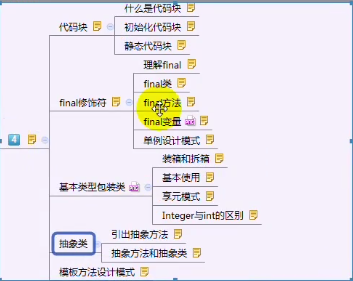 4
代码块
什么是代码块
初始化代码块
静态代码块
final修饰符
理解final
final类
final方法
final变量
单例设计模式
基本类型包装类
装箱和拆箱
基本使用
享元模式
Integer与int的区别
抽象类
引出抽象方法
抽象方法和抽象类
模板方法设计模式